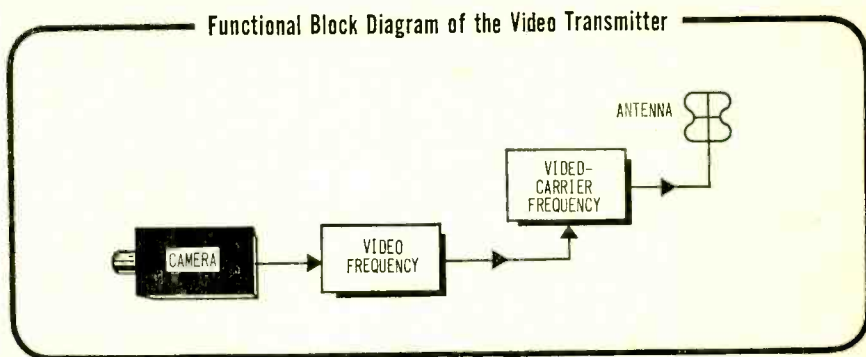 Functional Block Diagram of the Video Transmitter
ANTENNA
VIDEO-
CARRIER
FREQUENCY
CAMERA
VIDEO
FREQUENCY